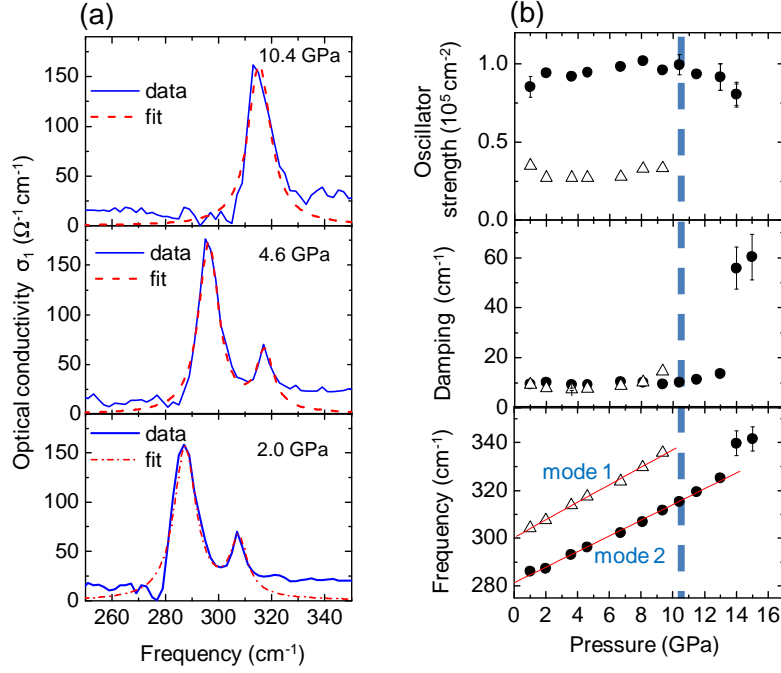 (a)
10.4 GPa
data
fit
150
100
50
0
4.6 GPa
data
fit
150
100
50
0
2.0 GPa
data
fit
150
100
50
0
260 280 300 320 340
Optical conductivity σ₁ (Ω⁻¹ cm⁻¹)
Frequency (cm⁻¹)
(b)
Oscillator
strength (10⁵cm⁻²)
1.0
0.5
0.0
Damping (cm⁻¹)
60
40
20
0
Frequency (cm⁻¹)
340
320
300
280
mode 1
mode 2
0 2 4 6 8 10 12 14 16
Pressure (GPa)